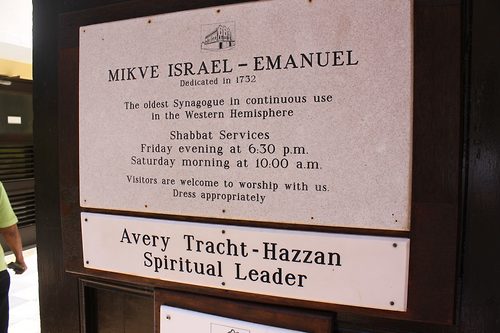 MIKVE ISRAEL - EMANUEL
Dedicated in 1732
The oldest Synagogue in continuous use
in the Western Hemisphere
Shabbat Services
Friday evening at 6:30 p.m.
Saturday morning at 10:00 a.m.
Visitors are welcome to worship with us.
Dress appropriately
Avery Tracht-Hazzan
Spiritual Leader